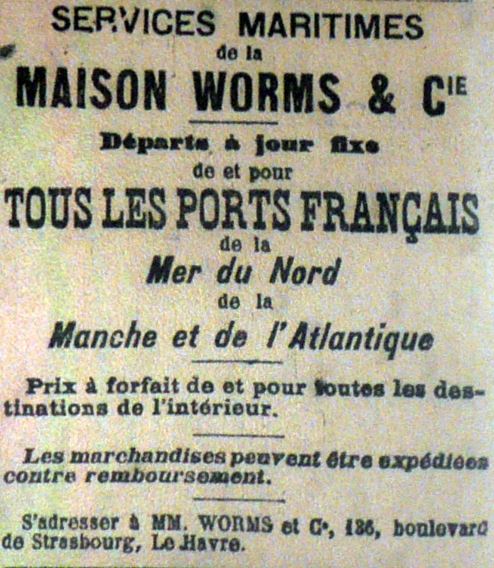 SERVICES MARITIMES
de la
MAISON WORMS & CIE
Départs à jour fixe
de et pour
TOUS LES PORTS FRANÇAIS
de la
Mer du Nord
de la
Manche et de l'Atlantique
Prix à forfait de et pour toutes les des-
tinations de l'intérieur.
Les marchandises peuvent être expédiées
contre remboursement.
S'adresser à MM. WORMS et Cº, 136, boulevard
de Strasbourg, Le Havre.